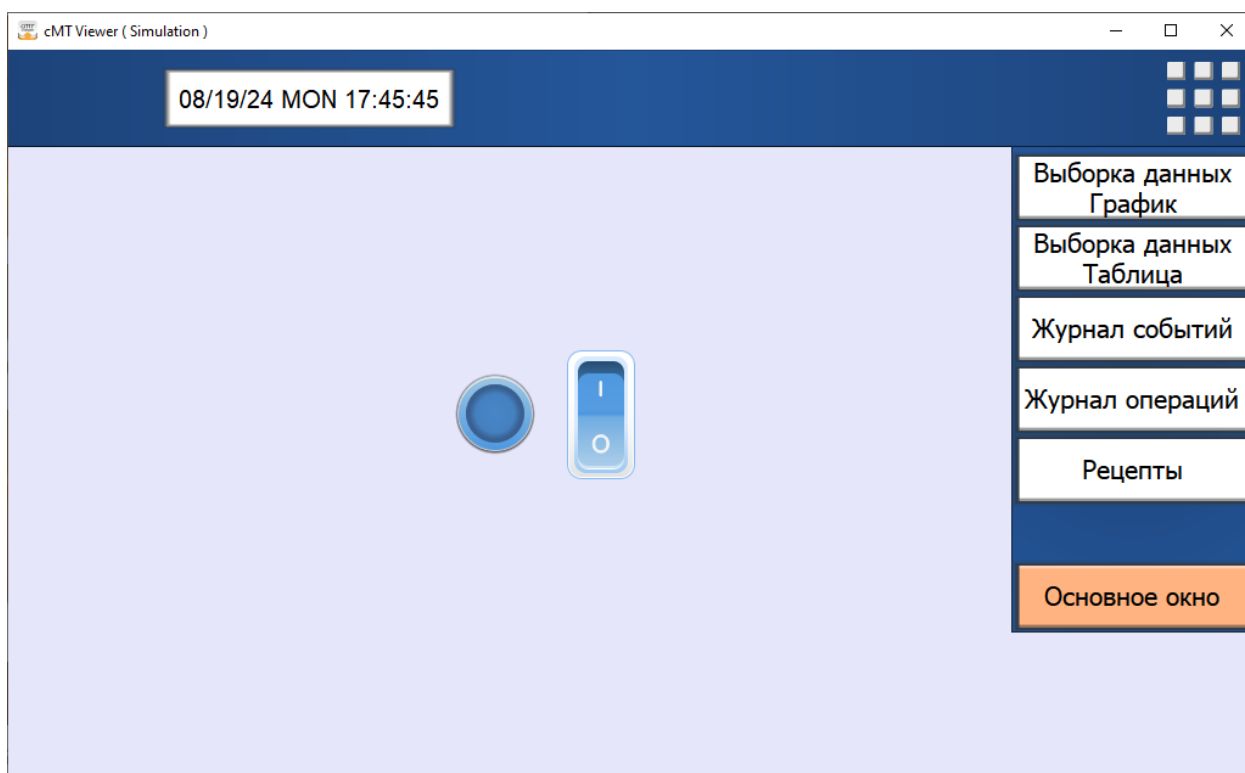 cMT Viewer ( Simulation )
08/19/24 MON 17:45:45
Выборка данных
График
Выборка данных
Таблица
Журнал событий
I
Журнал операций
O
Рецепты
Основное окно